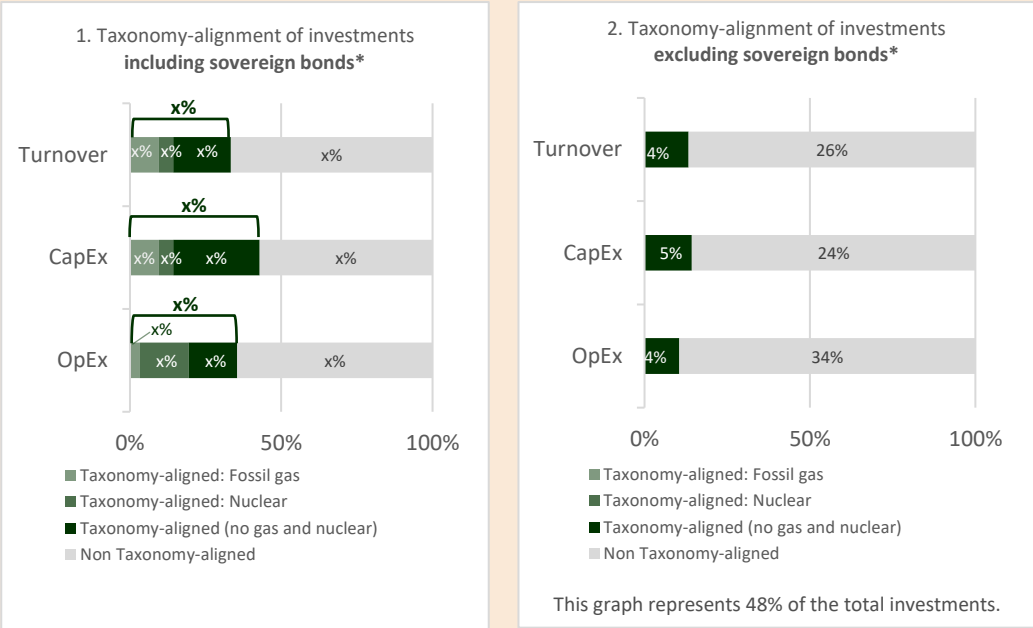 1. Taxonomy-alignment of investments
including sovereign bonds*
x%
Turnover
x% x% x% x%
x%
CapEx
x% x% x% x%
x%
x%
OpEx
x% x% x%
0% 50% 100%
Taxonomy-aligned: Fossil gas
Taxonomy-aligned: Nuclear
Taxonomy-aligned (no gas and nuclear)
Non Taxonomy-aligned
2. Taxonomy-alignment of investments
excluding sovereign bonds*
Turnover
4% 26%
CapEx
5% 24%
OpEx
4% 34%
0% 50% 100%
Taxonomy-aligned: Fossil gas
Taxonomy-aligned: Nuclear
Taxonomy-aligned (no gas and nuclear)
Non Taxonomy-aligned
This graph represents 48% of the total investments.